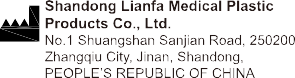 Shandong Lianfa Medical Plastic
Products Co., Ltd.
No.1 Shuangshan Sanjian Road, 250200
Zhangqiu City, Jinan, Shandong,
PEOPLE'S REPUBLIC OF CHINA